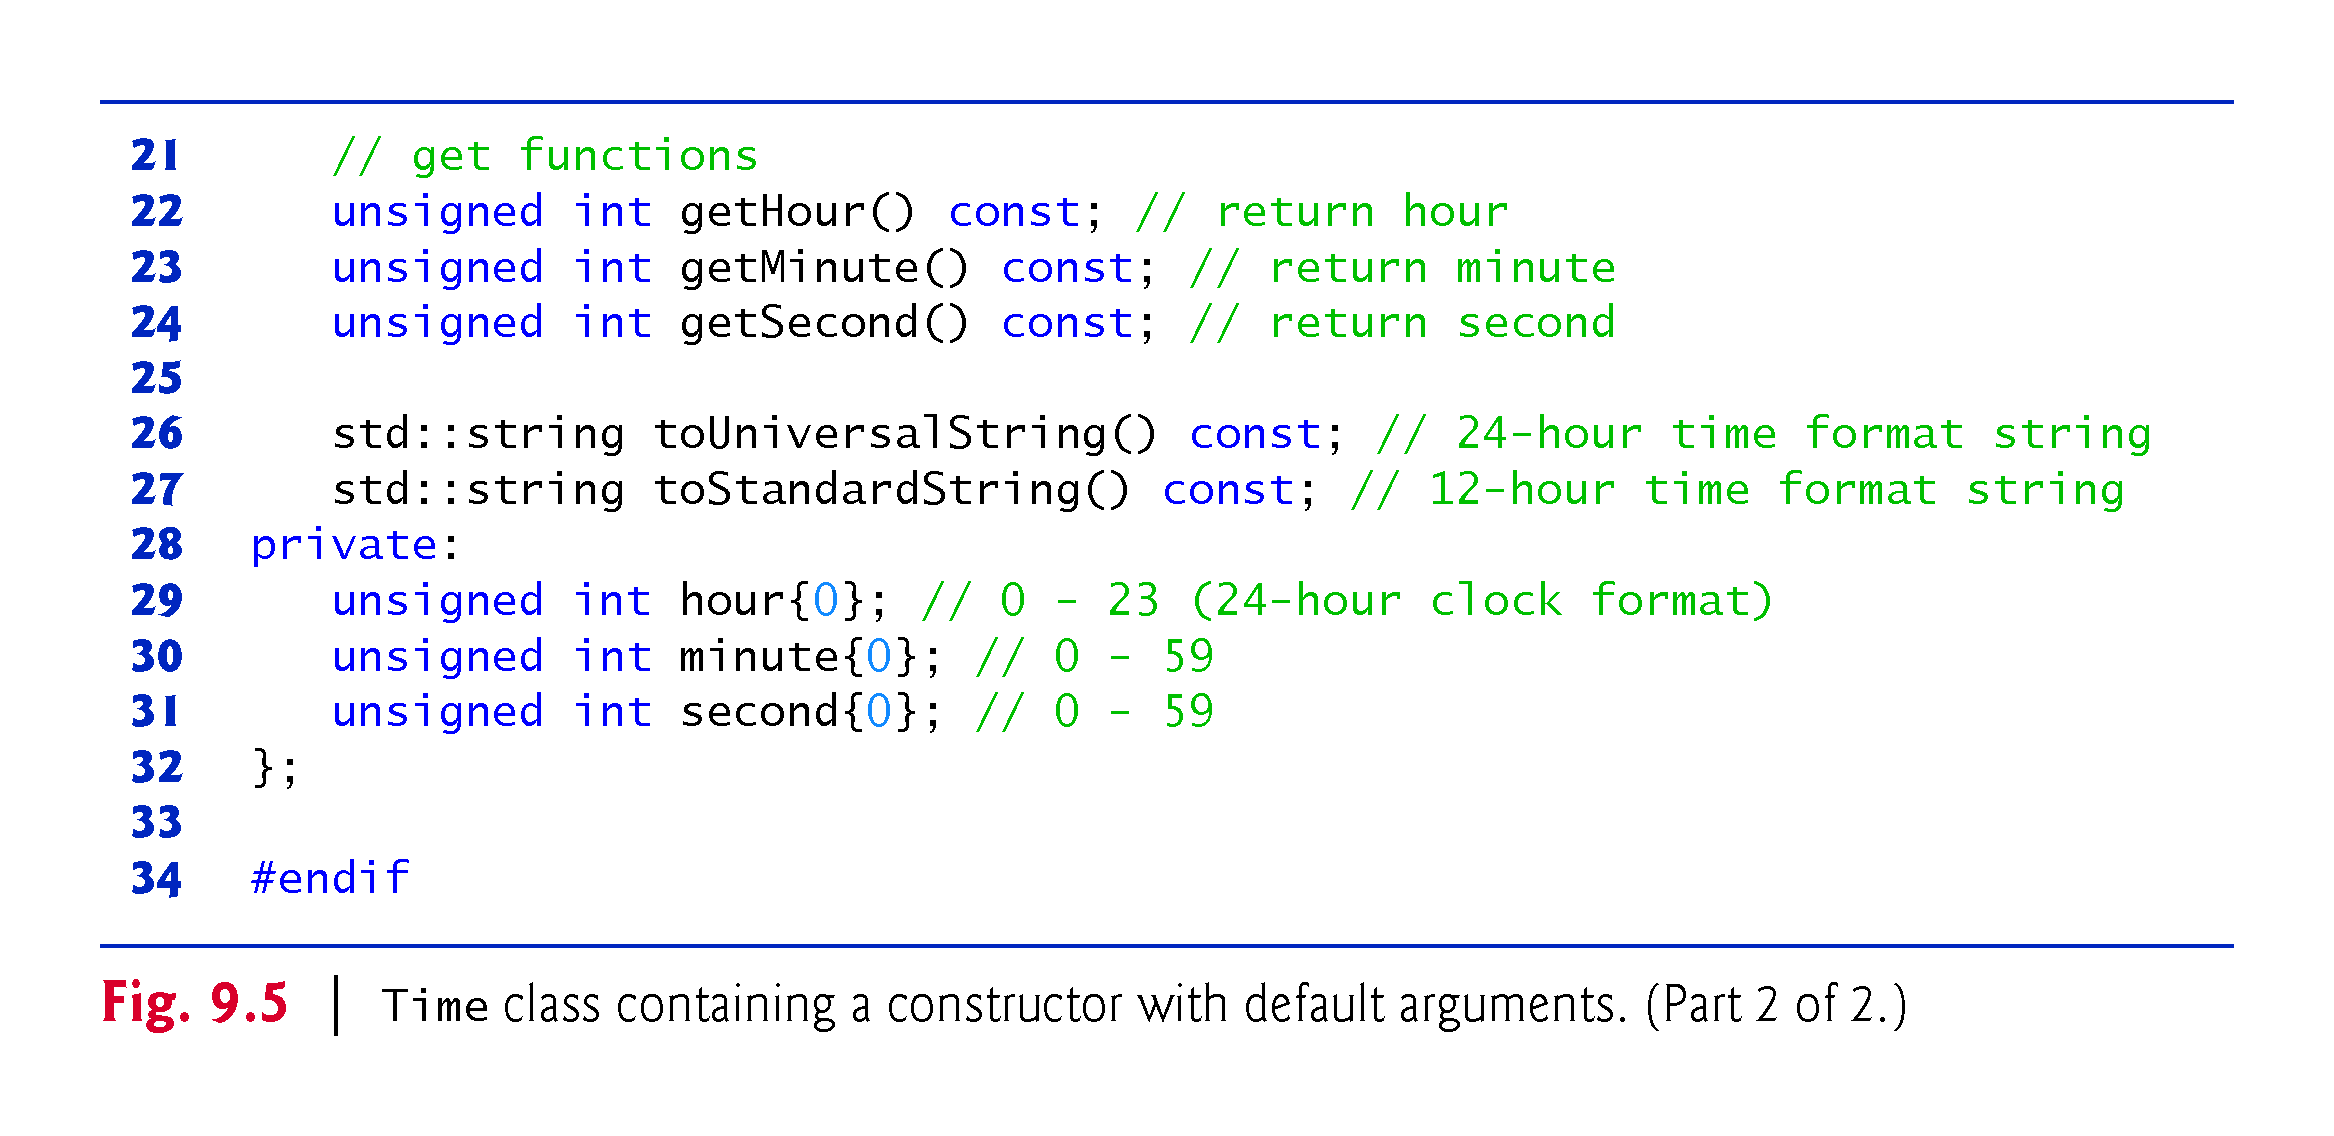 21 // get functions
22 unsigned int getHour() const; // return hour
23 unsigned int getMinute() const; // return minute
24 unsigned int getSecond() const; // return second
25
26 std::string toUniversalString() const; // 24-hour time format string
27 std::string toStandardString() const; // 12-hour time format string
28 private:
29 unsigned int hour{0}; // 0 - 23 (24-hour clock format)
30 unsigned int minute{0}; // 0 - 59
31 unsigned int second{0}; // 0 - 59
32 };
33
34 #endif
Fig. 9.5 | Time class containing a constructor with default arguments. (Part 2 of 2.)